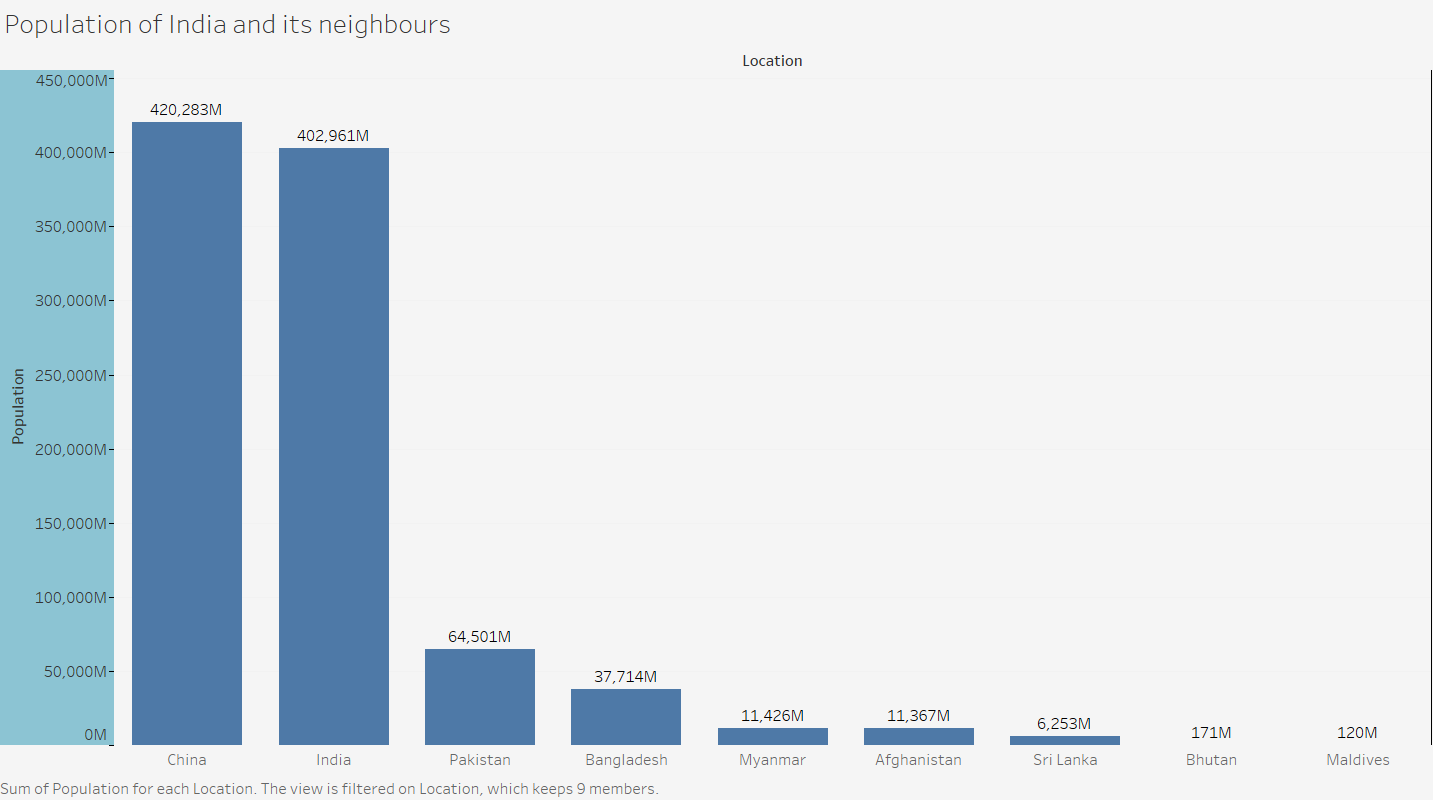 Population of India and its neighbours
Location
450,000M
400,000M
350,000M
300,000M
250,000M
200,000M
150,000M
100,000M
50,000M
0M
Population
420,283M
402,961M
64,501M
37,714M
11,426M
11,367M
6,253M
171M
120M
China
India
Pakistan
Bangladesh
Myanmar
Afghanistan
Sri Lanka
Bhutan
Maldives
Sum of Population for each Location. The view is filtered on Location, which keeps 9 members.